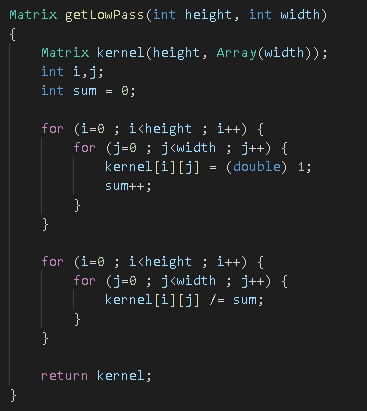 Matrix getLowPass(int height, int width)
{
    Matrix kernel(height, Array(width));
    int i,j;
    int sum = 0;

    for (i=0 ; i<height ; i++) {
        for (j=0 ; j<width ; j++) {
            kernel[i][j] = (double) 1;
            sum++;
        }
    }

    for (i=0 ; i<height ; i++) {
        for (j=0 ; j<width ; j++) {
            kernel[i][j] /= sum;
        }
    }

    return kernel;
}